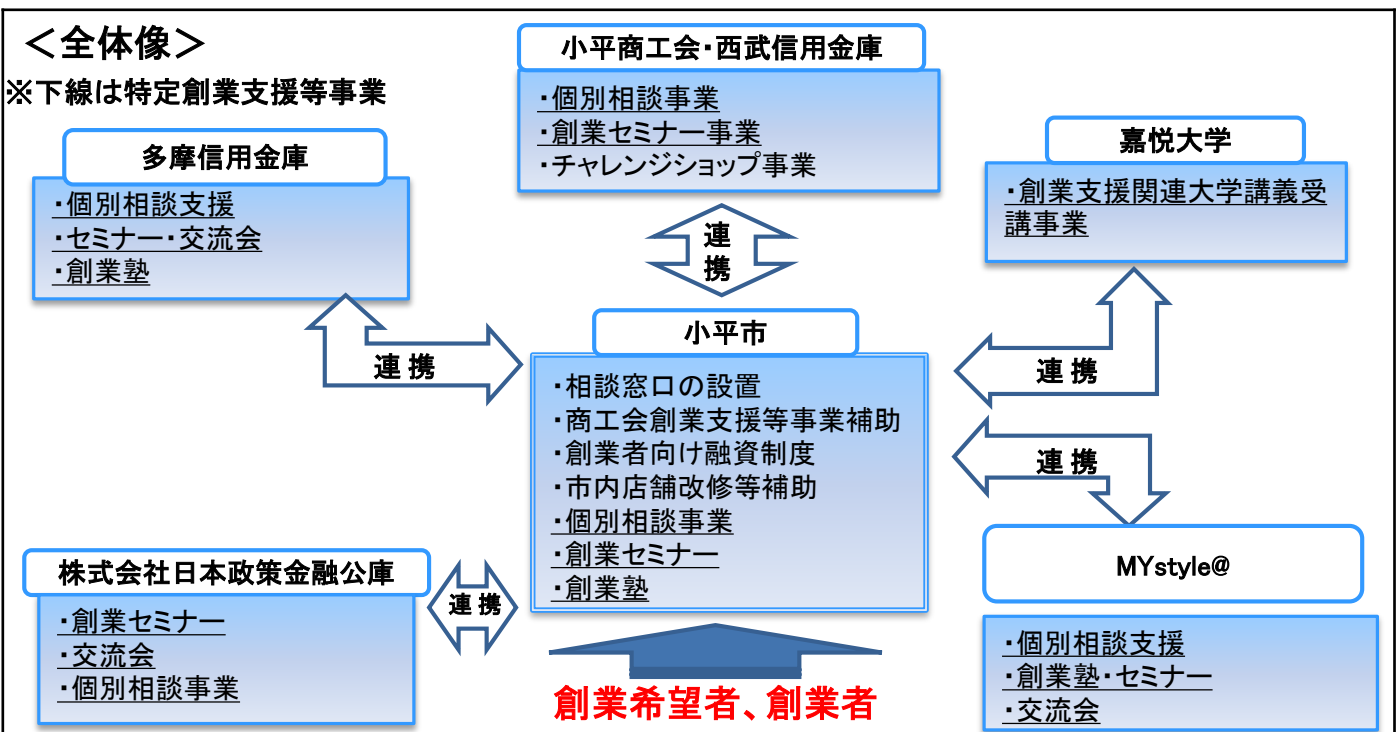 ＜全体像＞
※下線は特定創業支援等事業
小平商工会・西武信用金庫
・個別相談事業
・創業セミナー事業
・チャレンジショップ事業
多摩信用金庫
・個別相談支援
・セミナー・交流会
・創業塾
嘉悦大学
・創業支援関連大学講義受
講事業
連
携
連 携
連 携
小平市
・相談窓口の設置
・商工会創業支援等事業補助
・創業者向け融資制度
・市内店舗改修等補助
・個別相談事業
・創業セミナー
・創業塾
連 携
MYstyle@
・個別相談支援
・創業塾・セミナー
・交流会
株式会社日本政策金融公庫
・創業セミナー
・交流会
・個別相談事業
連 携
創業希望者、創業者